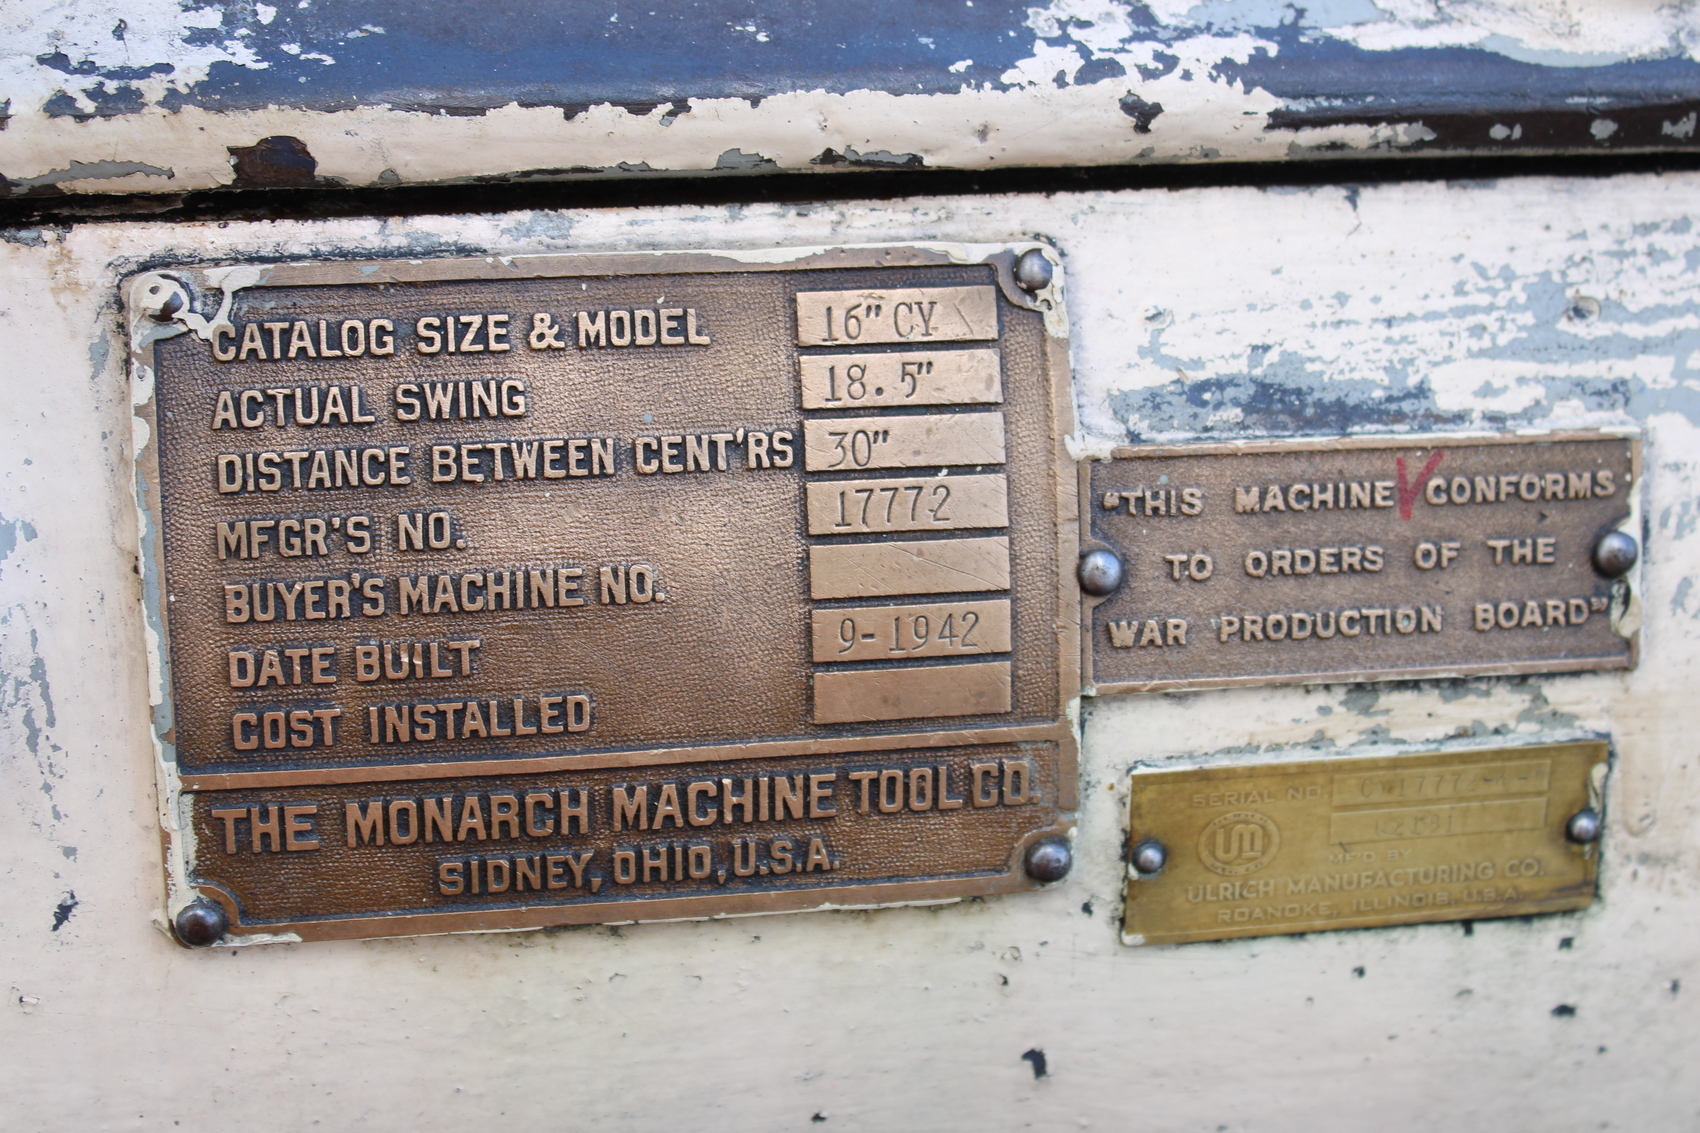 CATALOG SIZE & MODEL 16" CY
ACTUAL SWING 18.5"
DISTANCE BETWEEN CENT'RS 30"
MFGR'S NO. 17772
BUYER'S MACHINE NO.
DATE BUILT 9-1942
COST INSTALLED
THE MONARCH MACHINE TOOL CO.
SIDNEY, OHIO, U.S.A.
"THIS MACHINE CONFORMS
TO ORDERS OF THE
WAR PRODUCTION BOARD"
SERIAL NO.
UM
MF'D BY
ULRICH MANUFACTURING CO.
ROANOKE, ILLINOIS, U.S.A.